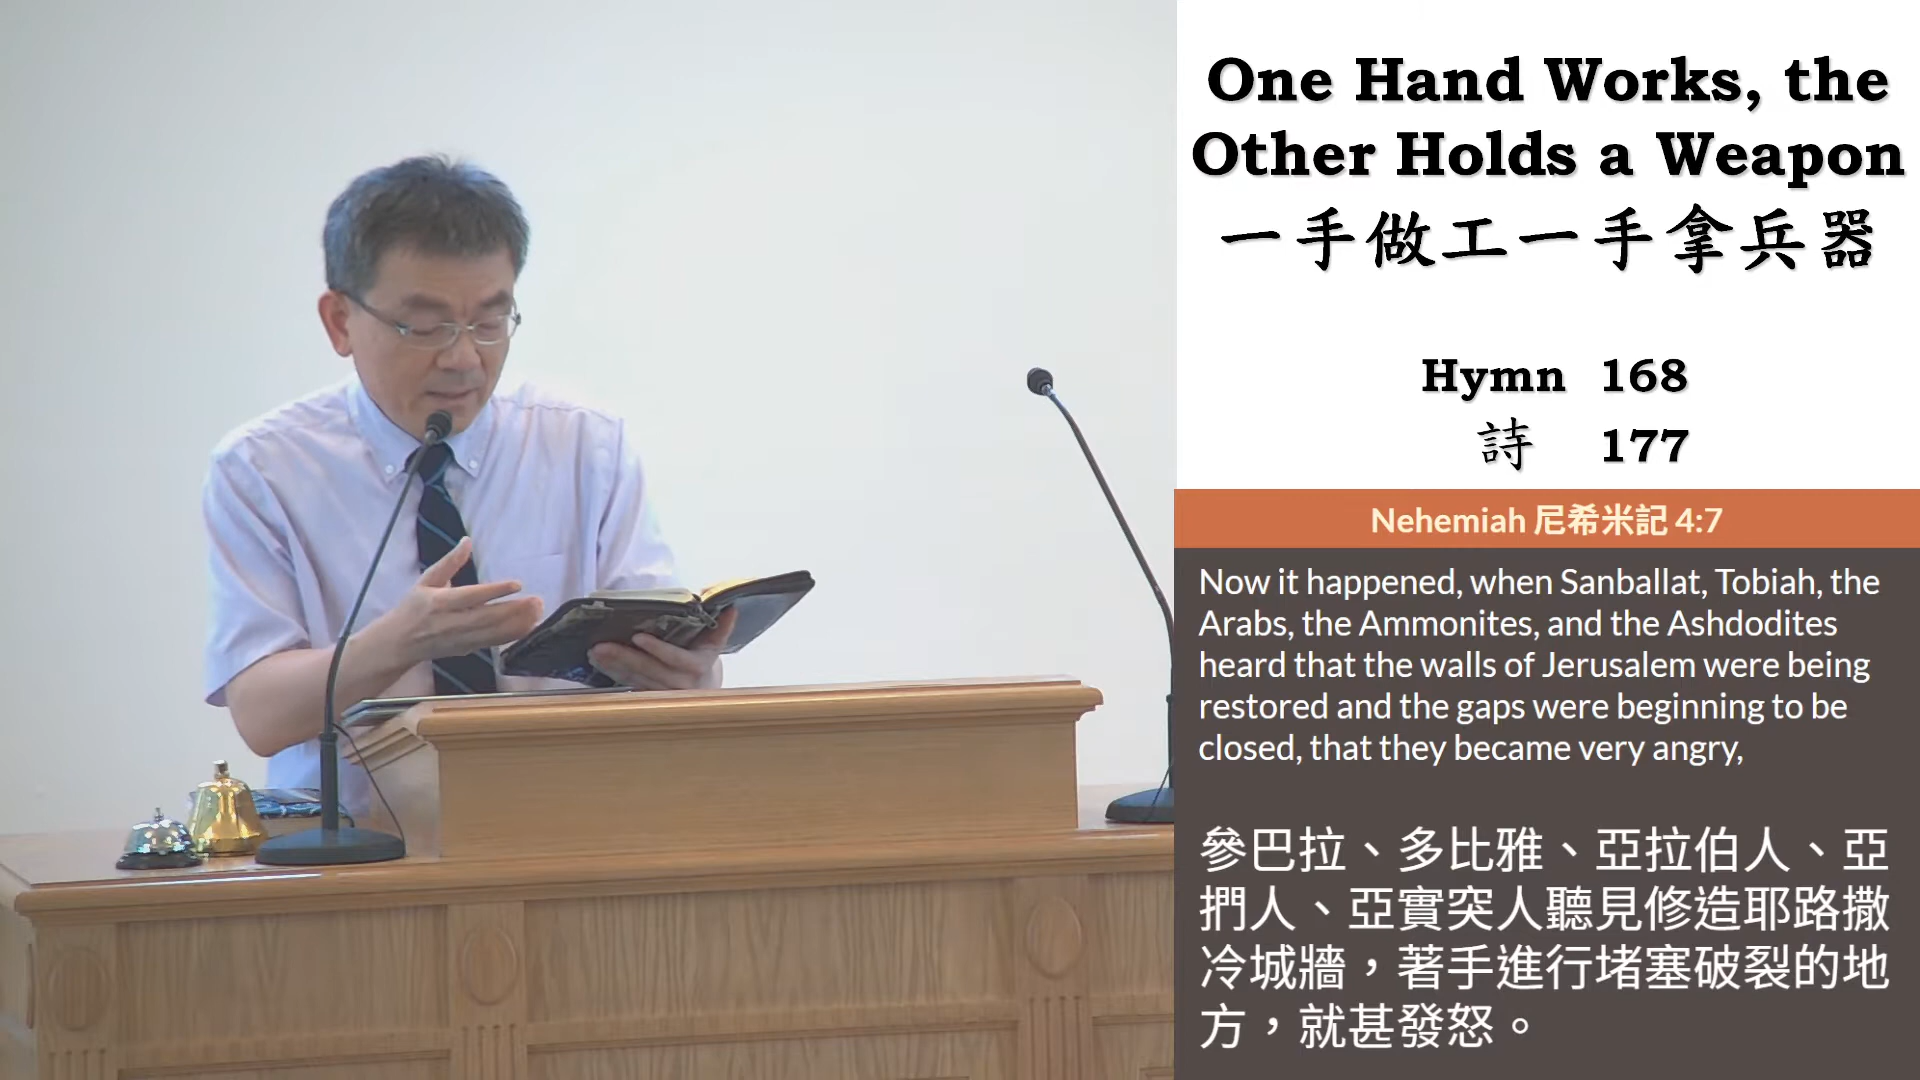 One Hand Works, the
Other Holds a Weapon
一手做工一手拿兵器
Hymn 168
詩 177
Nehemiah 尼希米記 4:7
Now it happened, when Sanballat, Tobiah, the
Arabs, the Ammonites, and the Ashdodites
heard that the walls of Jerusalem were being
restored and the gaps were beginning to be
closed, that they became very angry,
參巴拉、多比雅、亞拉伯人、亞
捫人、亞實突人聽見修造耶路撒
冷城牆，著手進行堵塞破裂的地
方，就甚發怒。